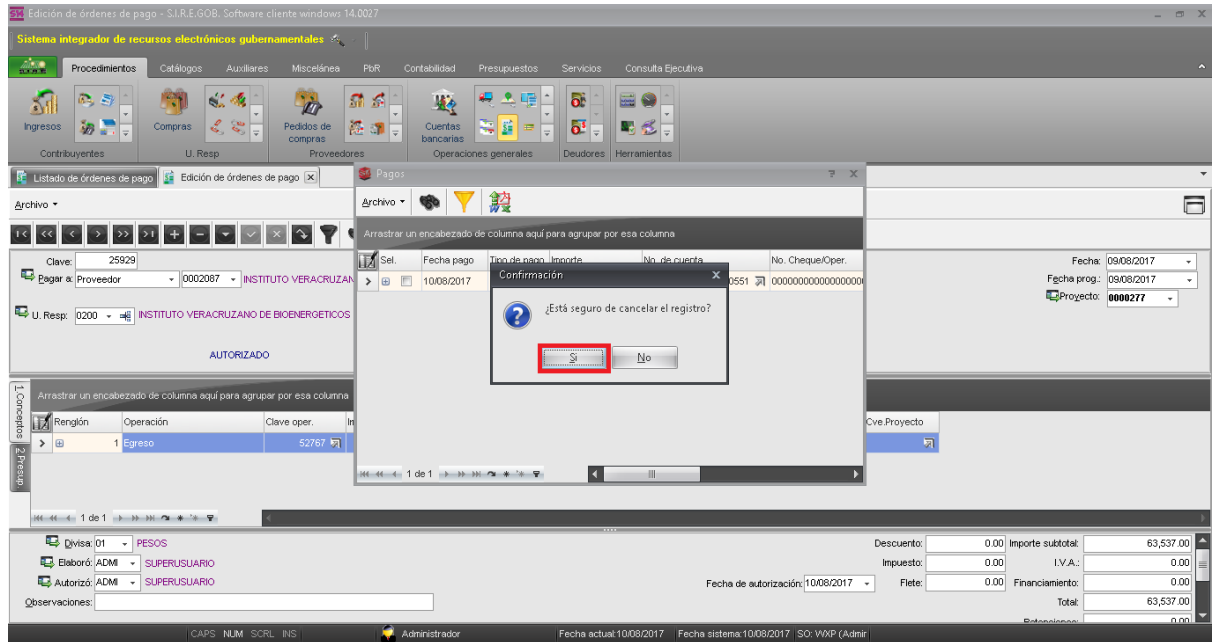 Edición de órdenes de pago - S.I.R.E.GOB. Software cliente windows 14.0027
Sistema integrador de recursos electrónicos gubernamentales
Procedimientos Catálogos Auxiliares Miscelánea PbR Contabilidad Presupuestos Servicios Consulta Ejecutiva
Ingresos Compras Pedidos de compras Cuentas bancarias
Contribuyentes U. Resp Proveedores Operaciones generales Deudores Herramientas
Listado de órdenes de pago Edición de órdenes de pago
Archivo
Clave: 25929
Pagar a: Proveedor 0002087 INSTITUTO VERACRUZAN
U. Resp: 0200 INSTITUTO VERACRUZANO DE BIOENERGETICOS
AUTORIZADO
Fecha: 09/08/2017
Fecha prog.: 09/08/2017
Proyecto: 0000277
Pagos
Archivo
Arrastrar un encabezado de columna aquí para agrupar por esa columna
Sel. Fecha pago Tipo de pago Importe No. de cuenta No. Cheque/Oper.
10/08/2017 0551 00000000000000000
1 de 1
Confirmación
¿Está seguro de cancelar el registro?
Si No
1.Conceptos
2.Presup.
Arrastrar un encabezado de columna aquí para agrupar por esa columna
Renglón Operación Clave oper. Cve.Proyecto
1 Egreso 52767
1 de 1
Divisa: 01 PESOS
Elaboró: ADMI SUPERUSUARIO
Autorizó: ADMI SUPERUSUARIO
Observaciones:
Fecha de autorización: 10/08/2017
Descuento: 0.00 Importe subtotal: 63,537.00
Impuesto: 0.00 I.V.A.: 0.00
Flete: 0.00 Financiamiento: 0.00
Total: 63,537.00
Retenciones: 0.00
CAPS NUM SCRL INS Administrador Fecha actual:10/08/2017 Fecha sistema:10/08/2017 SO: WXP (Admir